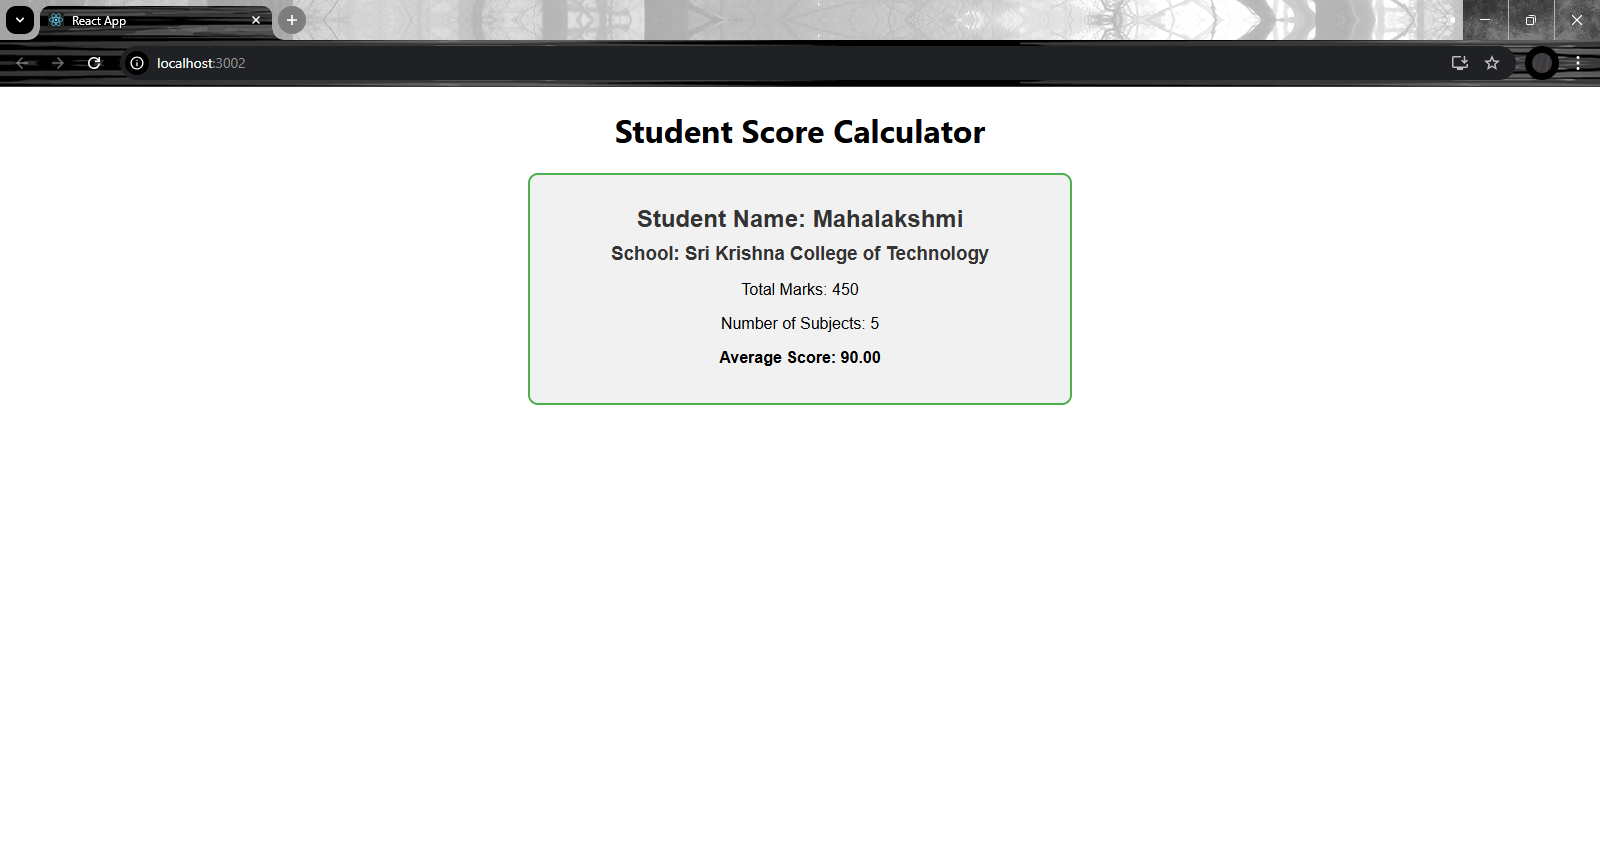 React App
localhost:3002
Student Score Calculator
Student Name: Mahalakshmi
School: Sri Krishna College of Technology
Total Marks: 450
Number of Subjects: 5
Average Score: 90.00